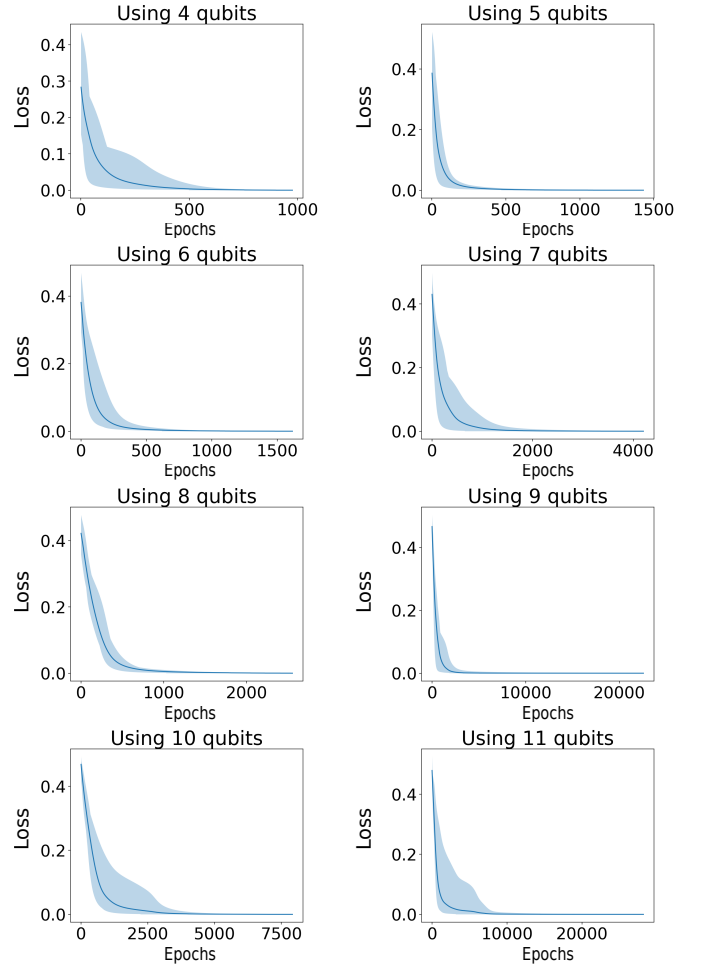 Using 4 qubits
Loss
0.4
0.3
0.2
0.1
0.0
0 500 1000
Epochs
Using 5 qubits
Loss
0.4
0.2
0.0
0 500 1000 1500
Epochs
Using 6 qubits
Loss
0.4
0.2
0.0
0 500 1000 1500
Epochs
Using 7 qubits
Loss
0.4
0.2
0.0
0 2000 4000
Epochs
Using 8 qubits
Loss
0.4
0.2
0.0
0 1000 2000
Epochs
Using 9 qubits
Loss
0.4
0.2
0.0
0 10000 20000
Epochs
Using 10 qubits
Loss
0.4
0.2
0.0
0 2500 5000 7500
Epochs
Using 11 qubits
Loss
0.4
0.2
0.0
0 10000 20000
Epochs